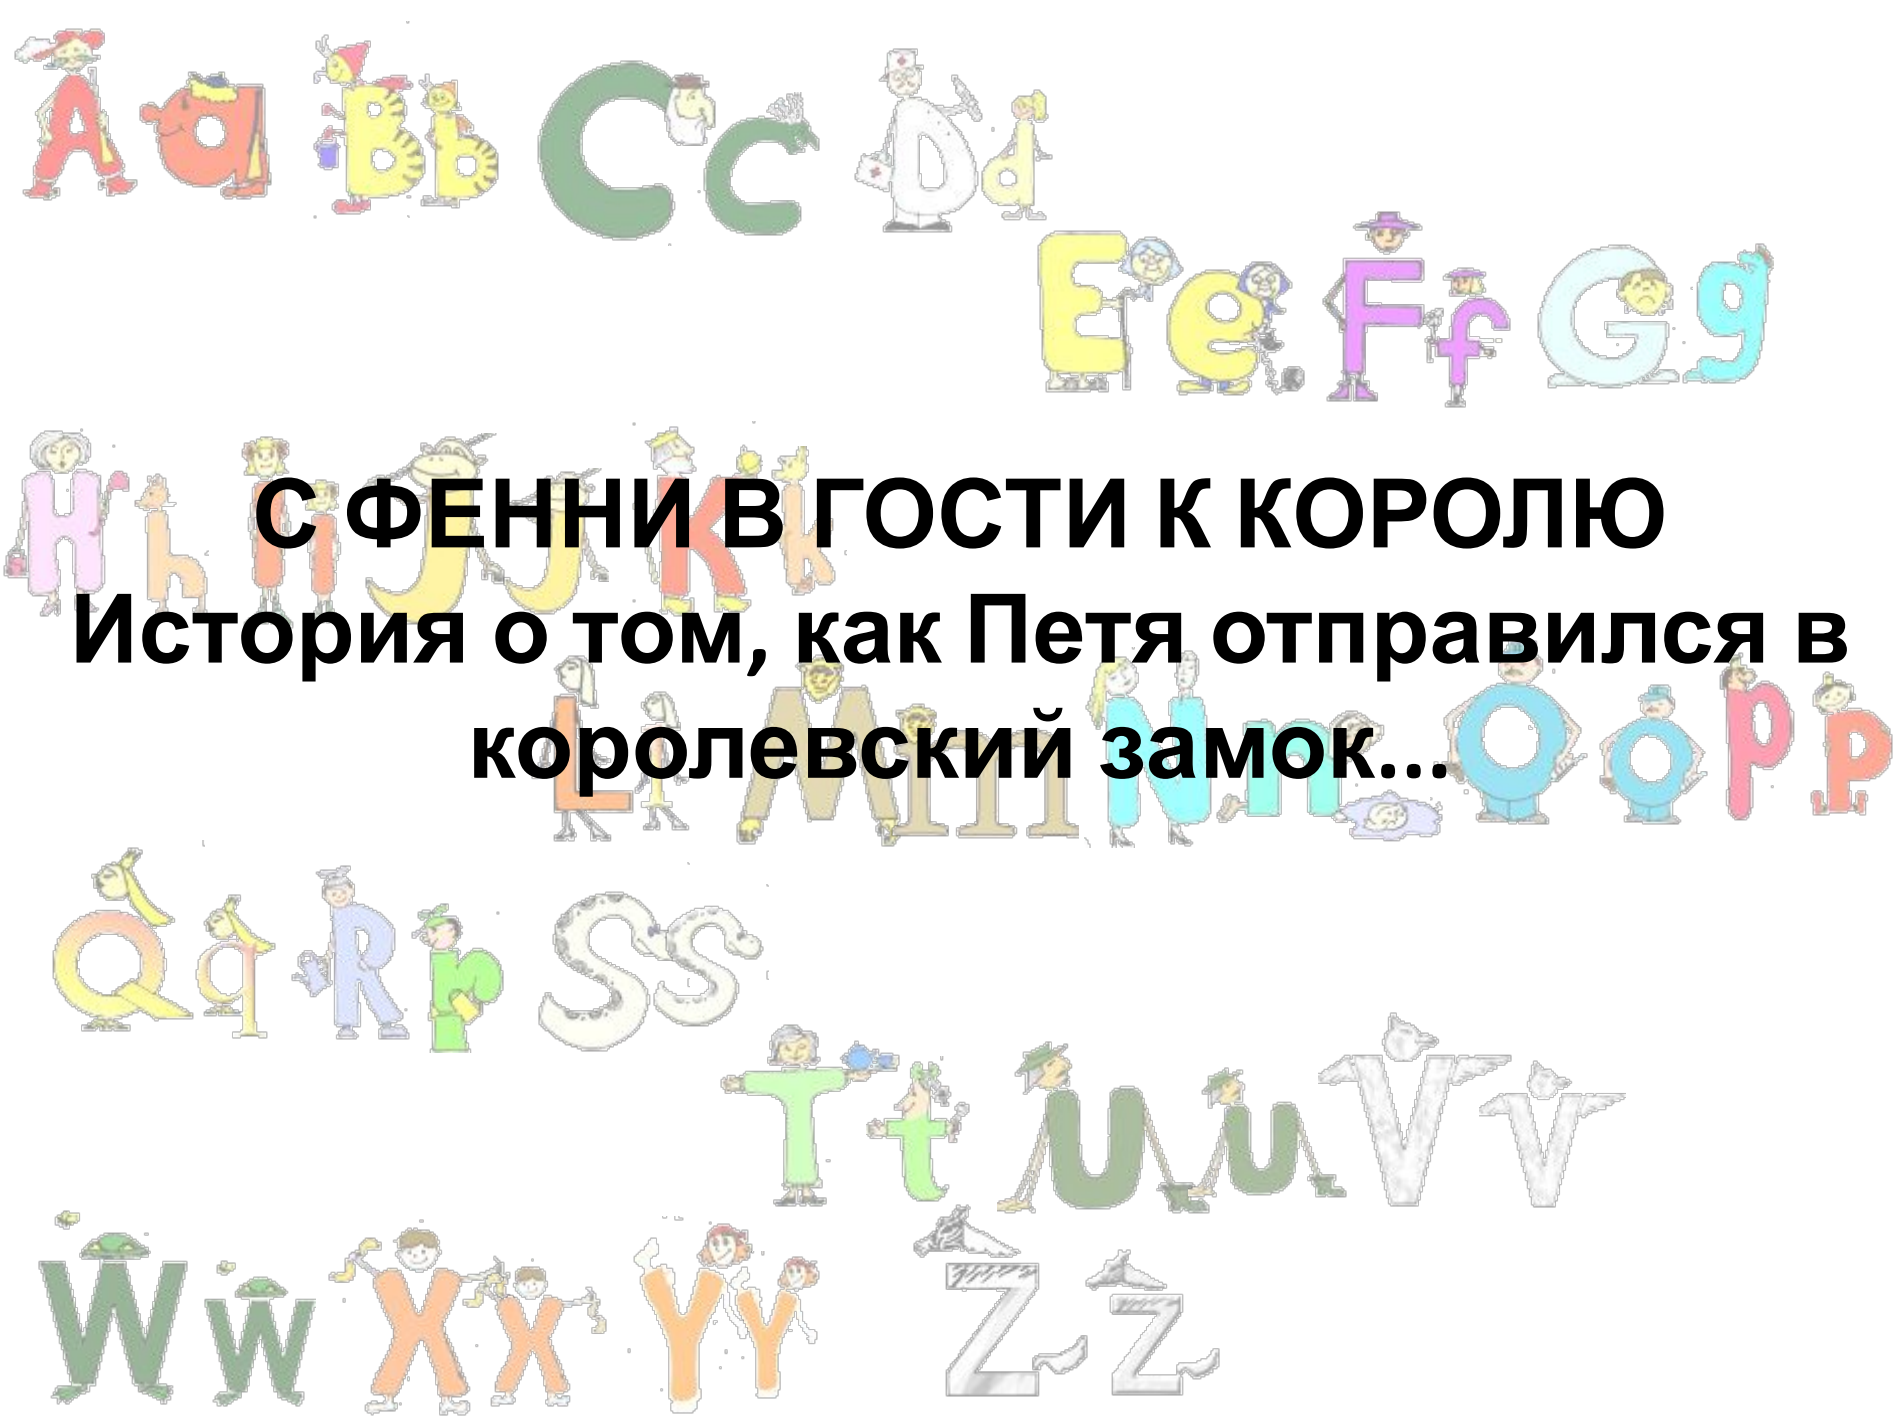 Aa Bb Cc Dd
Ee Ff Gg
Hh Ii Jj Kk
С ФЕННИ В ГОСТИ К КОРОЛЮ
История о том, как Петя отправился в
королевский замок...
Ll Mm Nn Oo Pp
Qq Rr Ss
Tt Uu Vv
Ww Xx Yy Zz